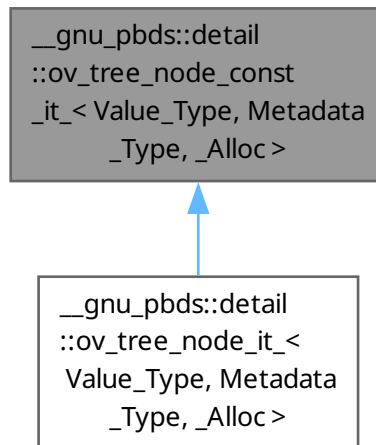 __gnu_pbds::detail
::ov_tree_node_const
_it_< Value_Type, Metadata
_Type, _Alloc >
__gnu_pbds::detail
::ov_tree_node_it_<
Value_Type, Metadata
_Type, _Alloc >